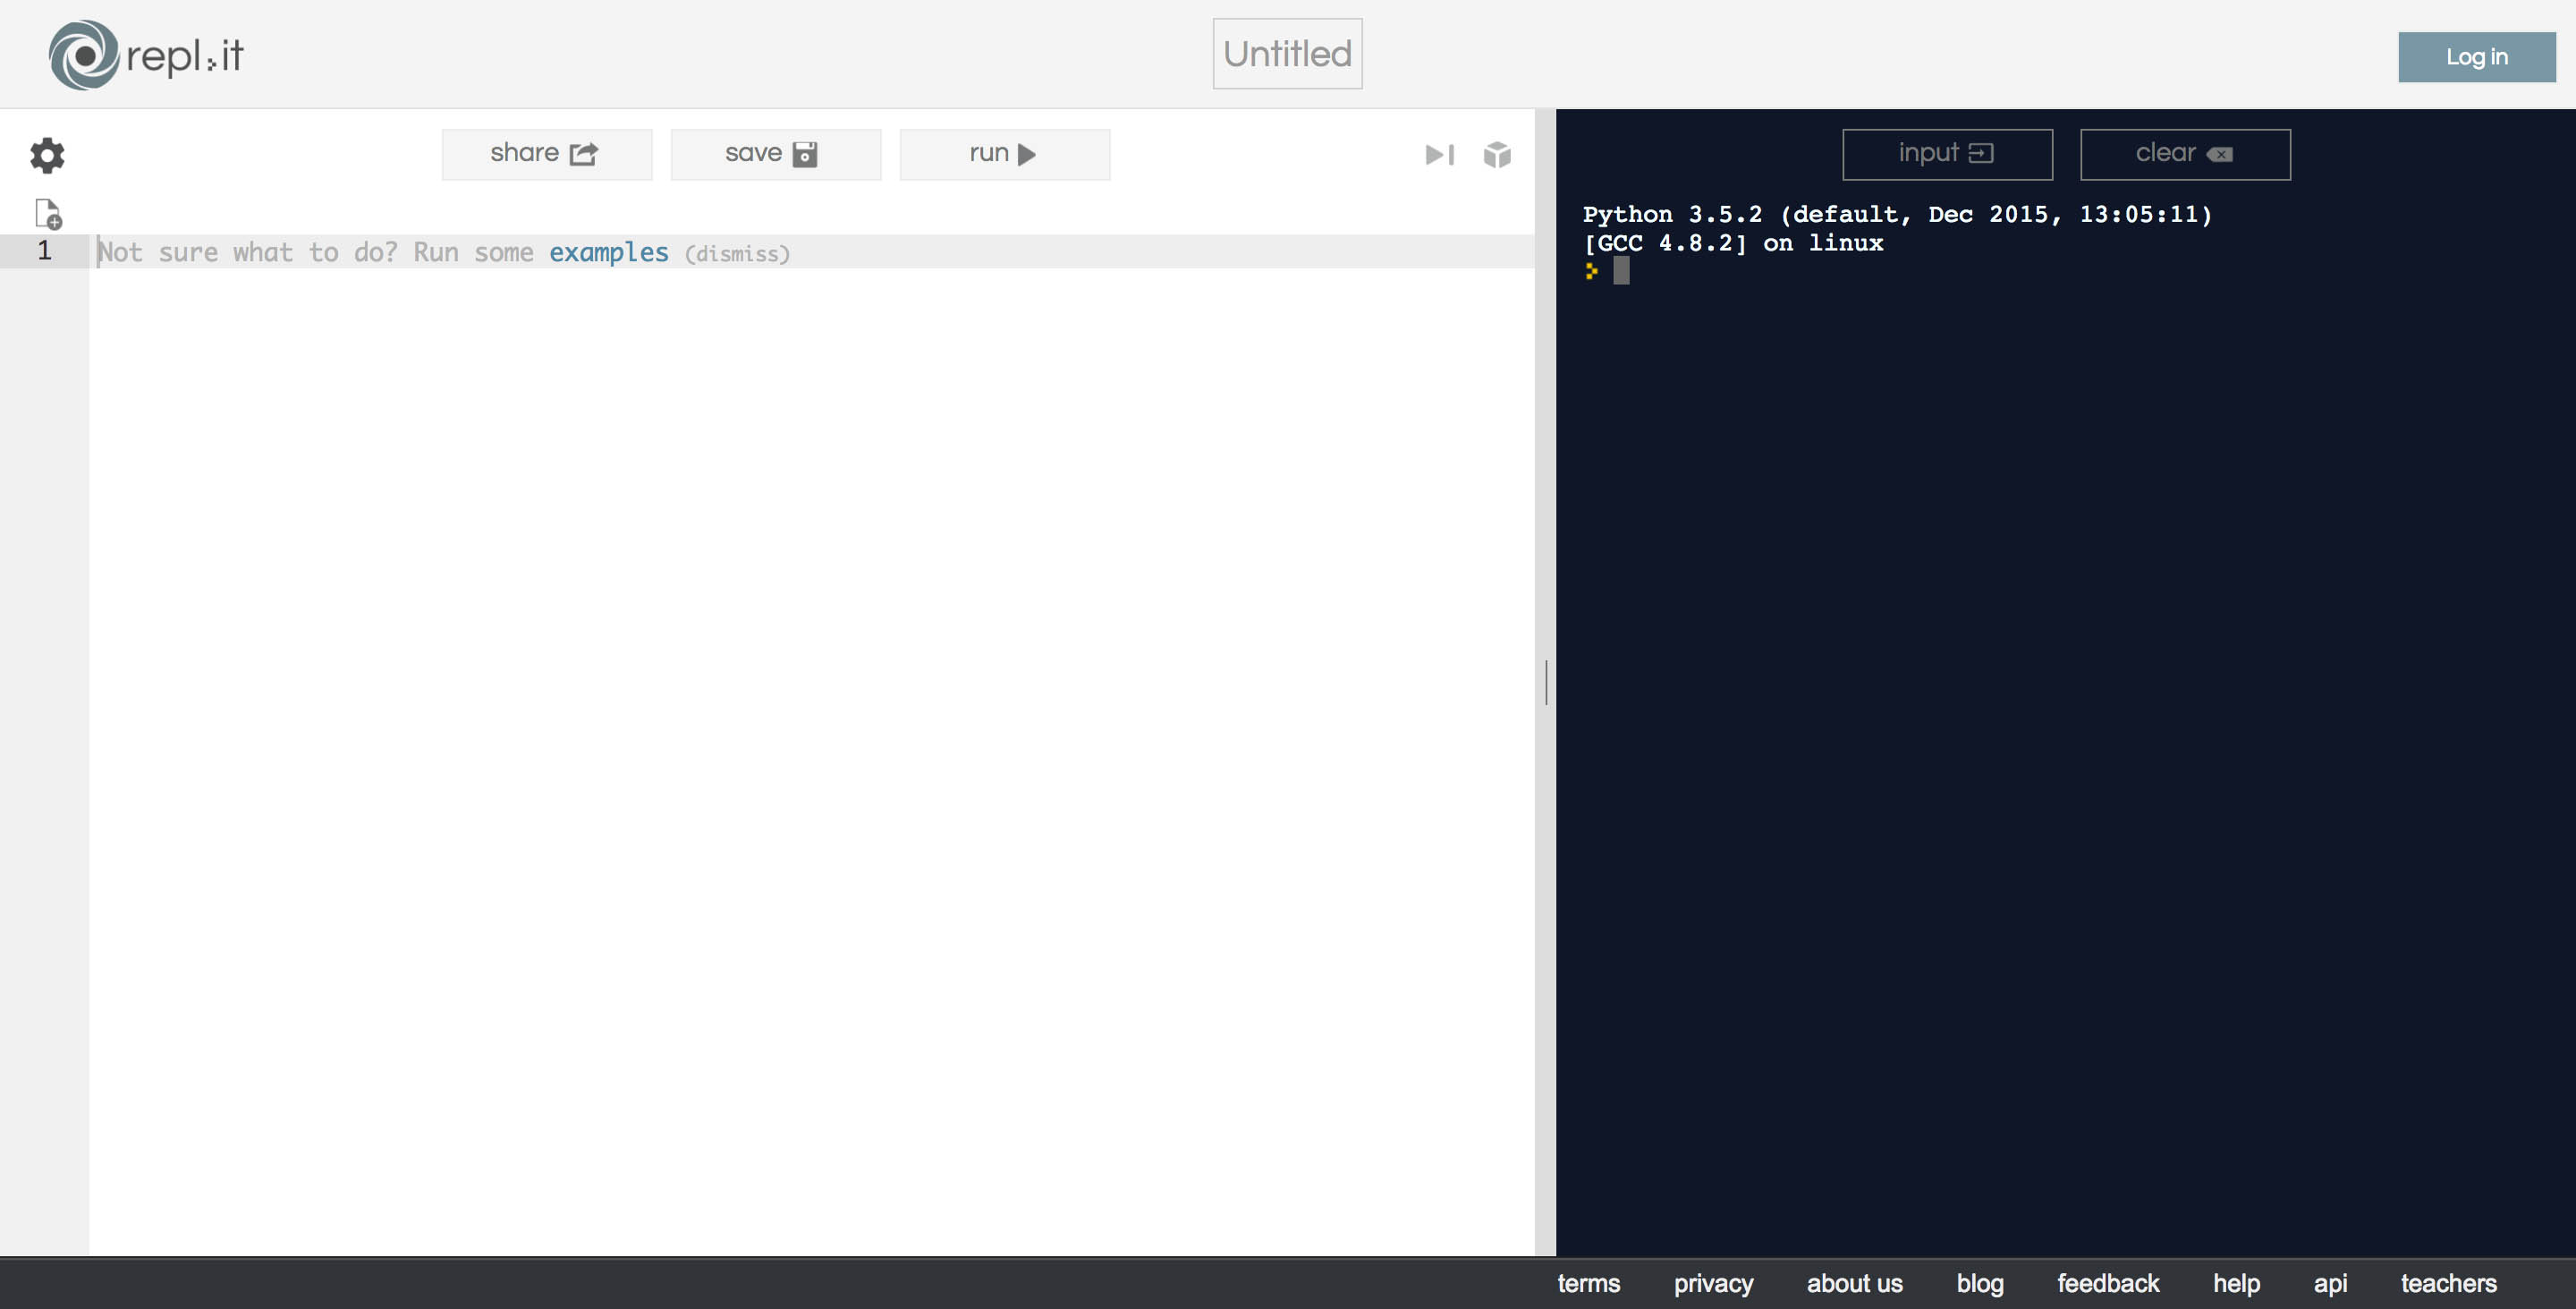 repl.it
Untitled
Log in
share
save
run
input
clear
1
Not sure what to do? Run some examples (dismiss)
Python 3.5.2 (default, Dec 2015, 13:05:11)
[GCC 4.8.2] on linux
terms privacy about us blog feedback help api teachers